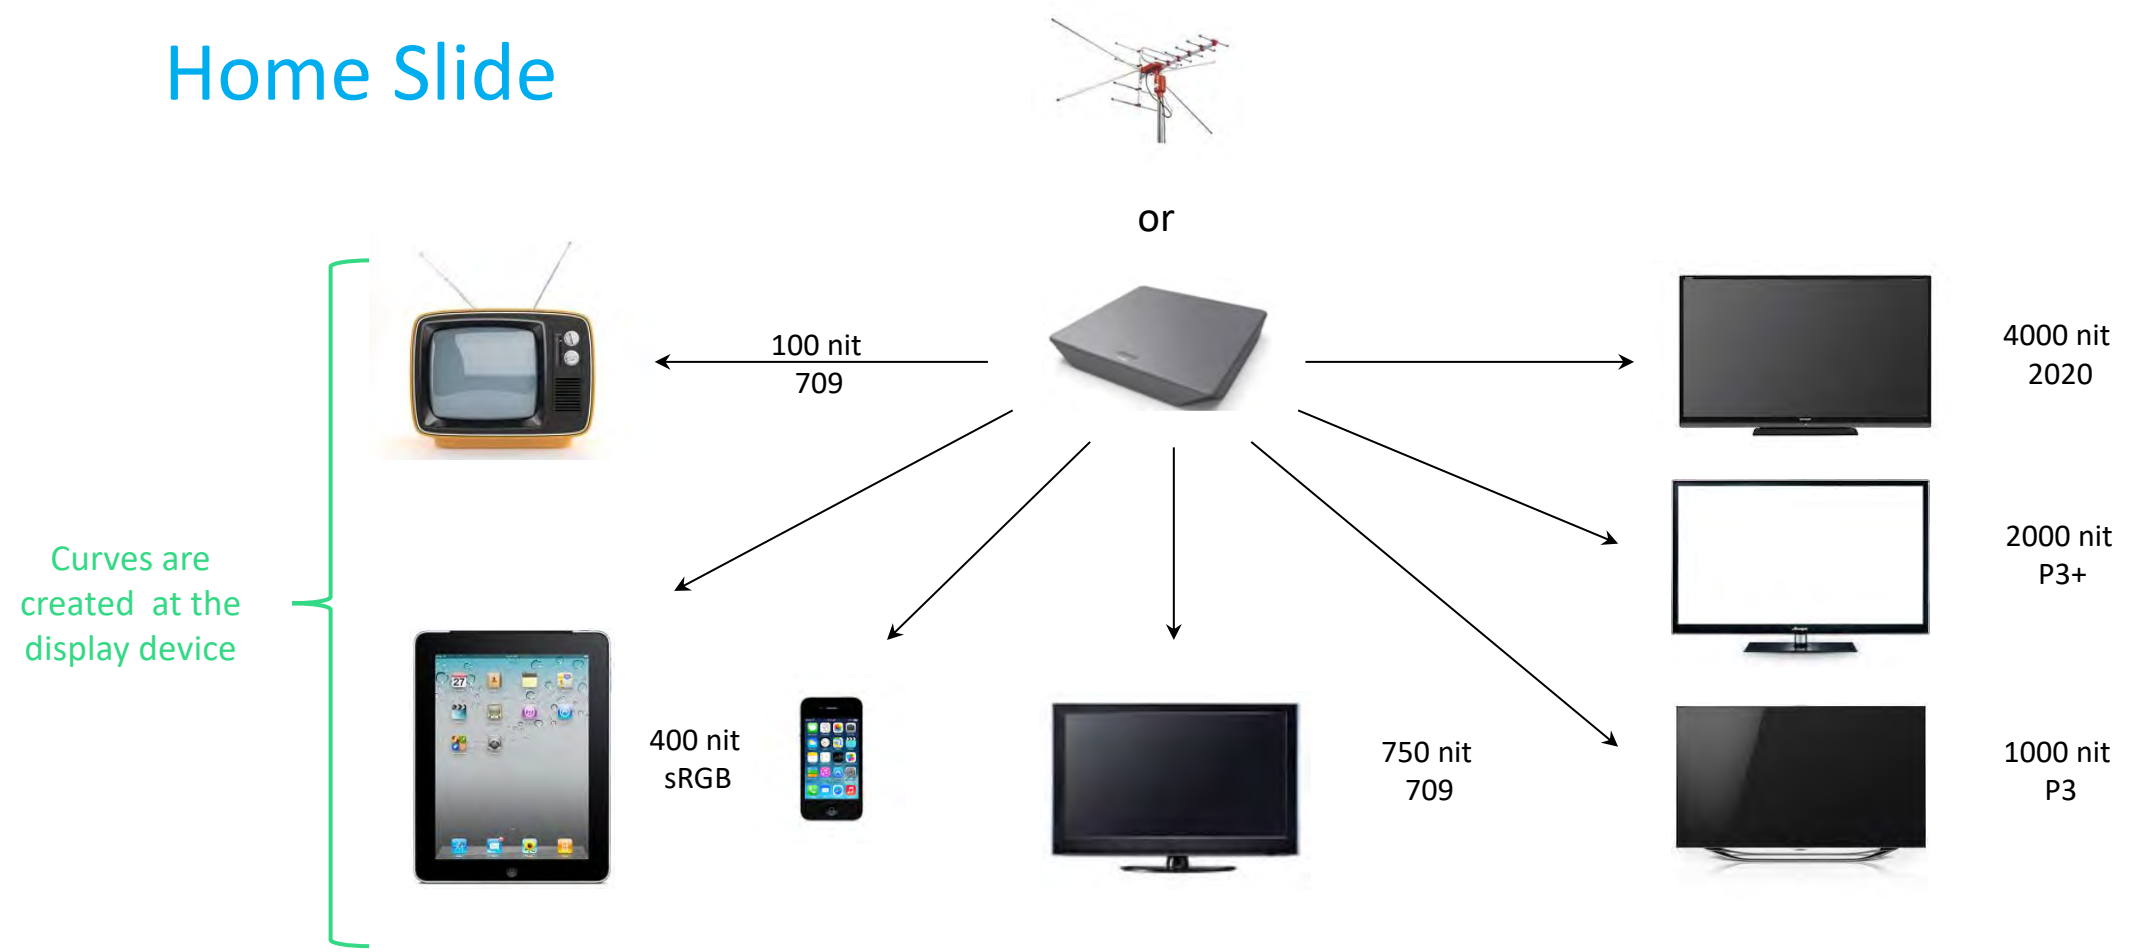 Home Slide
or
100 nit
709
4000 nit
2020
2000 nit
P3+
Curves are
created  at the
display device
27
400 nit
sRGB
750 nit
709
1000 nit
P3